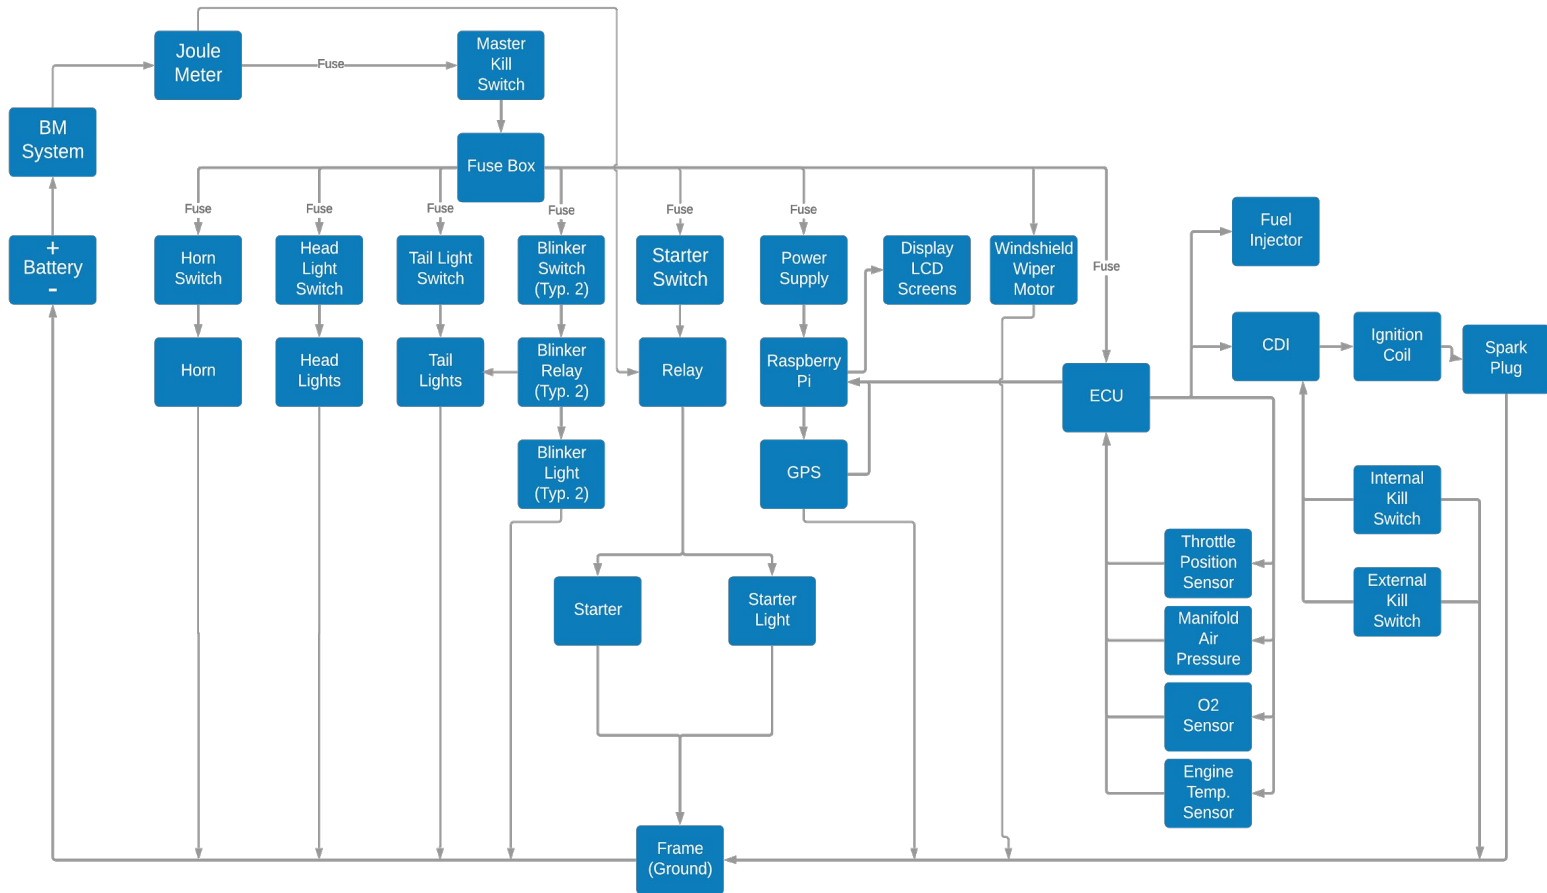 Joule
Meter
Fuse
Master
Kill
Switch
BM
System
Fuse Box
Fuse
Fuse
Fuse
Fuse
Fuse
Fuse
+
Battery
-
Horn
Switch
Head
Light
Switch
Tail Light
Switch
Blinker
Switch
(Typ. 2)
Starter
Switch
Power
Supply
Display
LCD
Screens
Windshield
Wiper
Motor
Fuse
Fuel
Injector
Horn
Head
Lights
Tail
Lights
Blinker
Relay
(Typ. 2)
Relay
Raspberry
Pi
ECU
CDI
Ignition
Coil
Spark
Plug
Blinker
Light
(Typ. 2)
GPS
Internal
Kill
Switch
Throttle
Position
Sensor
External
Kill
Switch
Starter
Starter
Light
Manifold
Air
Pressure
O2
Sensor
Engine
Temp.
Sensor
Frame
(Ground)